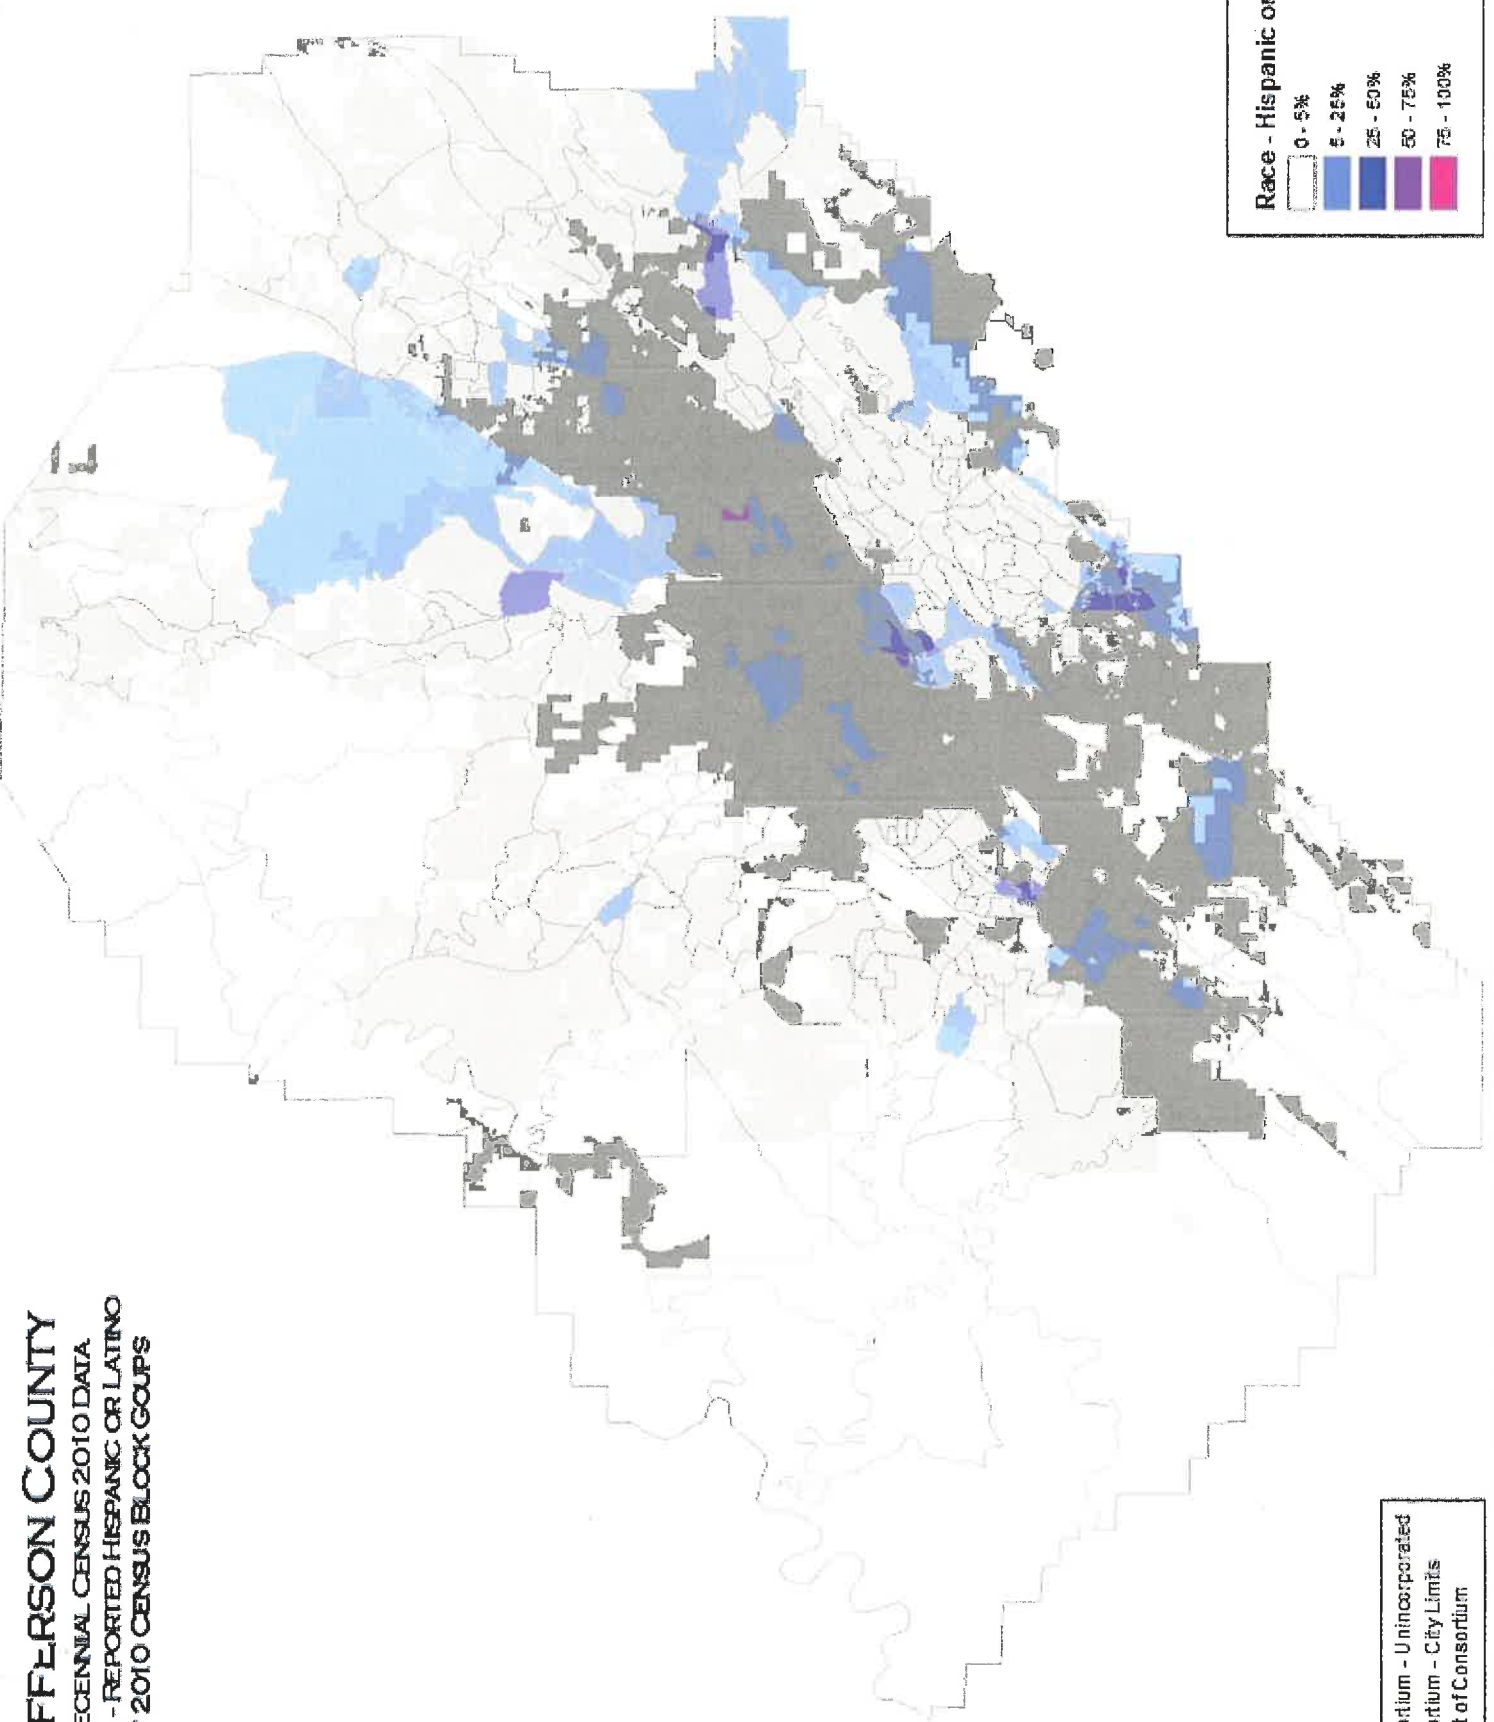 FFERSON COUNTY
ECENNIAL CENSUS 2010 DATA
- REPORTED HISPANIC OR LATINO
2010 CENSUS BLOCK GOUPS
Race - Hispanic or
0 - 5%
5 - 25%
25 - 50%
50 - 75%
75 - 100%
rtium - Unincorporated
rtium - City Limits
t of Consortium